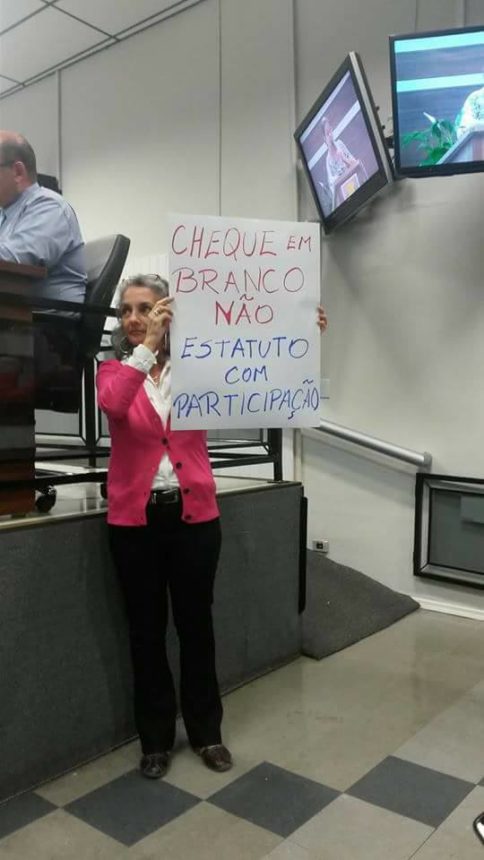 CHEQUE EM
BRANCO
NÃO
ESTATUTO
COM
PARTICIPAÇÃO